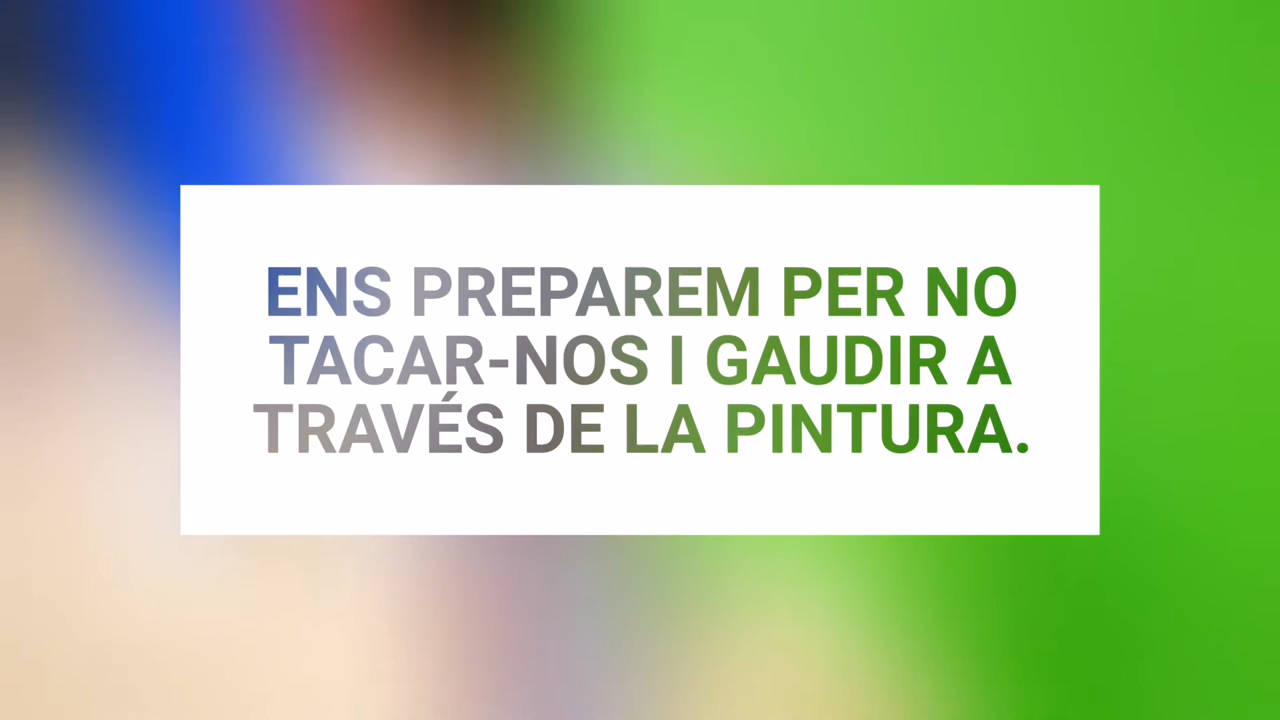 ENS PREPAREM PER NO
TACAR-NOS I GAUDIR A
TRAVÉS DE LA PINTURA.